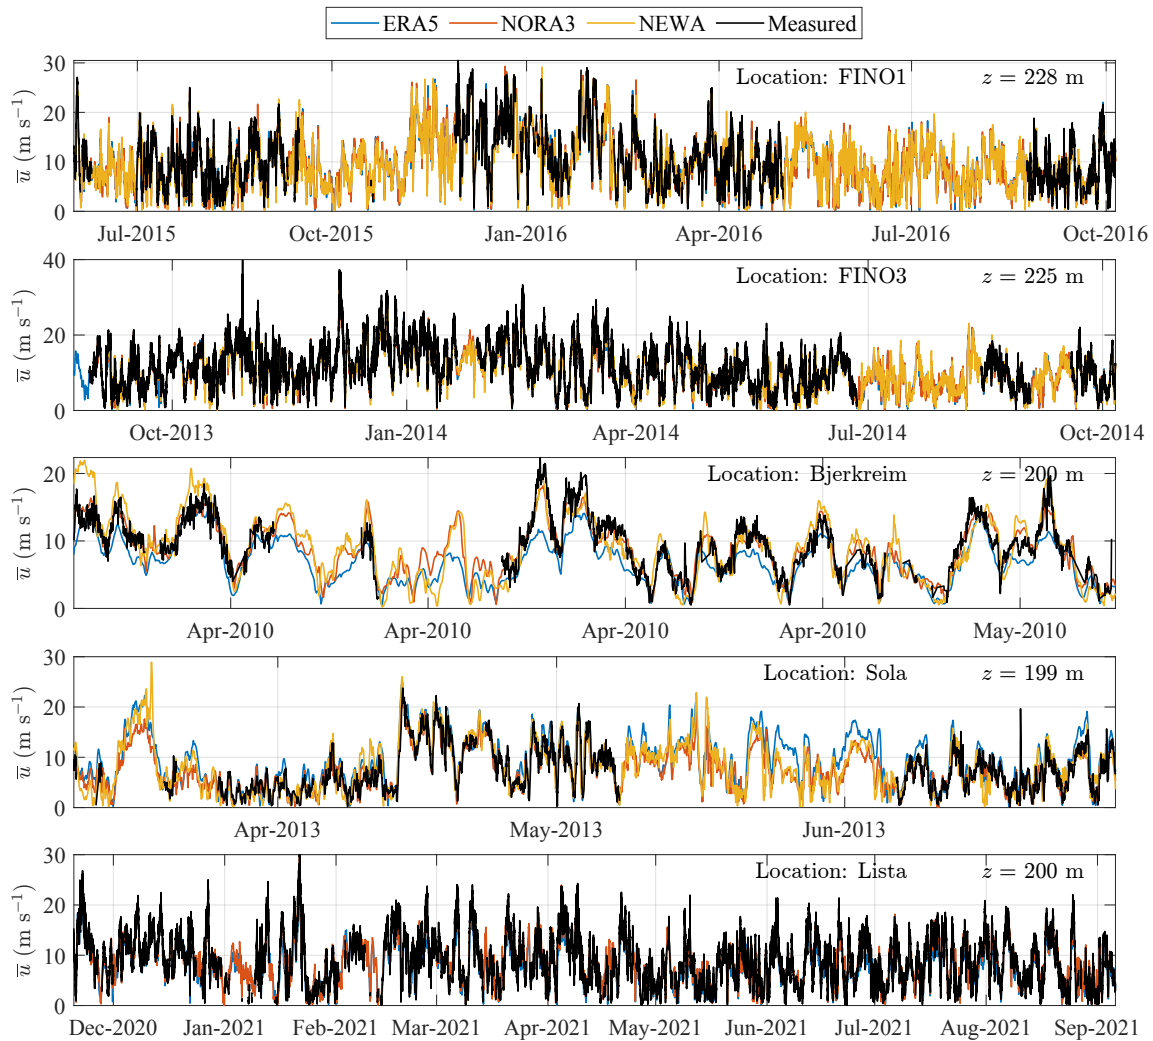 ERA5 NORA3 NEWA Measured
Location: FINO1 z = 228 m
30
20
10
0
u̅ (m s⁻¹)
Jul-2015 Oct-2015 Jan-2016 Apr-2016 Jul-2016 Oct-2016
Location: FINO3 z = 225 m
40
20
0
u̅ (m s⁻¹)
Oct-2013 Jan-2014 Apr-2014 Jul-2014 Oct-2014
Location: Bjerkreim z = 200 m
20
10
0
u̅ (m s⁻¹)
Apr-2010 Apr-2010 Apr-2010 Apr-2010 May-2010
Location: Sola z = 199 m
30
20
10
0
u̅ (m s⁻¹)
Apr-2013 May-2013 Jun-2013
Location: Lista z = 200 m
30
20
10
0
u̅ (m s⁻¹)
Dec-2020 Jan-2021 Feb-2021 Mar-2021 Apr-2021 May-2021 Jun-2021 Jul-2021 Aug-2021 Sep-2021